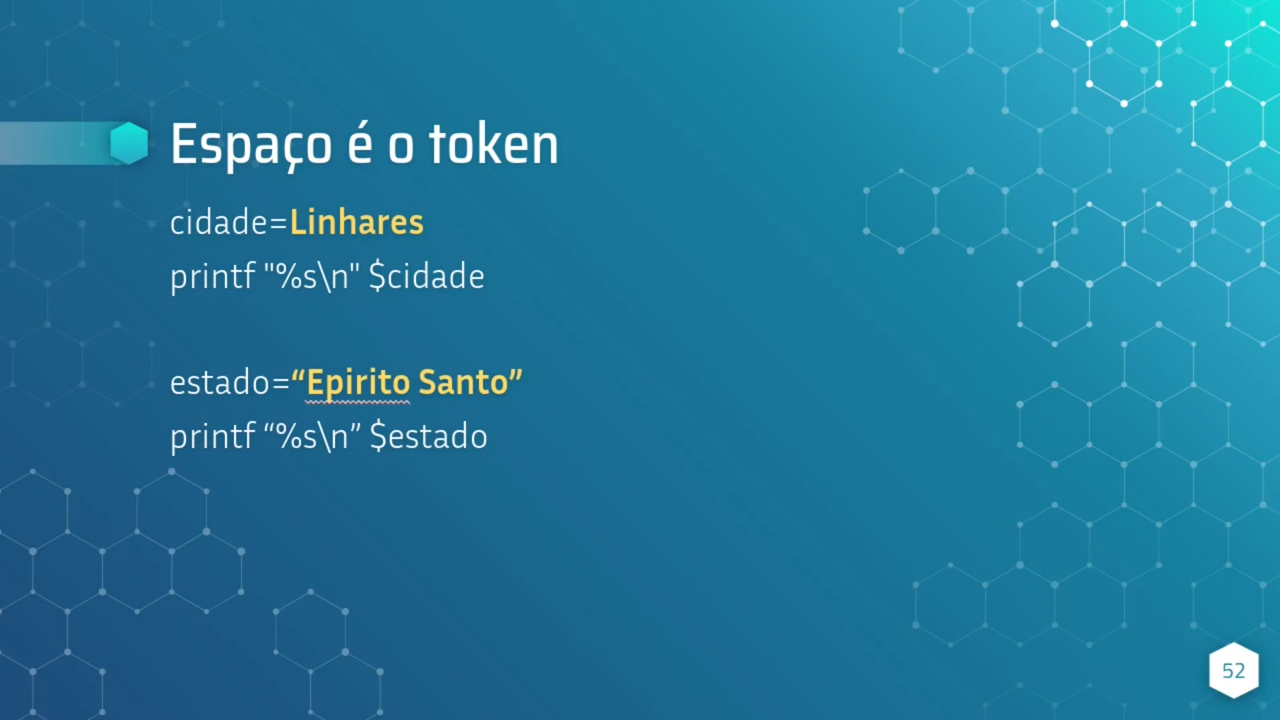 Espaço é o token
cidade=Linhares
printf "%s\n" $cidade
estado=“Epirito Santo”
printf “%s\n” $estado
52